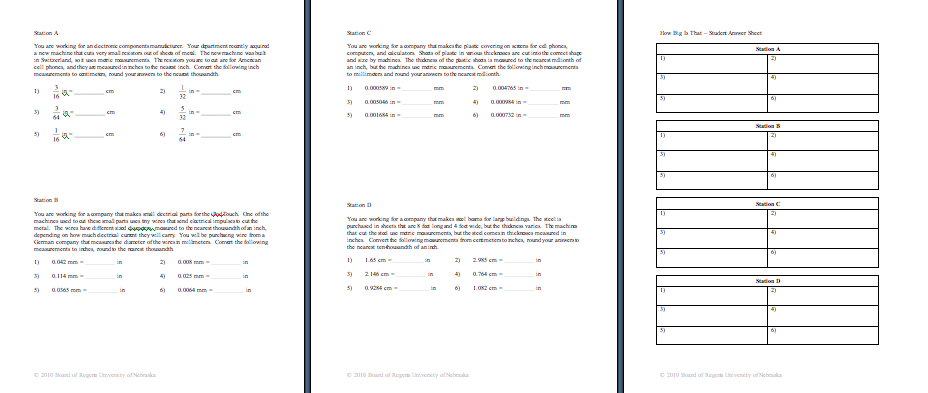 Station A
You are working for an electronic components manufacturer. Your department recently acquired
a new machine that cuts very small resistors out of sheets of metal. The new machine was built
in Switzerland, so it uses metric measurements. The resistors you to cut are for American
cell phones, and they are measured in inches to the nearest inch. Convert the following inch
measurements to centimeters, round your answers to the nearest thousandth.
1) 3/16 in = ________ cm 2) 1/32 in = ________ cm
3) 3/64 in = ________ cm 4) 5/32 in = ________ cm
5) 1/16 in = ________ cm 6) 7/64 in = ________ cm
Station B
You are working for a company that makes small electrical parts for the iPod Touch. One of the
machines used to cut these small parts uses tiny wires that send electrical impulses to cut the
metal. The wires have different sized measured to the nearest thousandth of an inch,
depending on how much electrical current they will carry. You will be purchasing wire from a
German company that measures the diameter of the wires in millimeters. Convert the following
measurements to inches, round to the nearest thousandth.
1) 0.042 mm = ________ in 2) 0.008 mm = ________ in
3) 0.114 mm = ________ in 4) 0.025 mm = ________ in
5) 0.0365 mm = ________ in 6) 0.0064 mm = ________ in
© 2010 Board of Regents University of Nebraska
Station C
You are working for a company that makes the plastic covering on screens for cell phones,
computers, and calculators. Sheets of plastic in various thicknesses are cut into the correct shape
and size by machines. The thickness of the plastic sheets is measured to the nearest millionth of
an inch, but the machines use metric measurements. Convert the following inch measurements
to millimeters and round your answers to the nearest millionth.
1) 0.000589 in = ________ mm 2) 0.004765 in = ________ mm
3) 0.005046 in = ________ mm 4) 0.000984 in = ________ mm
5) 0.001684 in = ________ mm 6) 0.000732 in = ________ mm
Station D
You are working for a company that makes steel beams for large buildings. The steel is
purchased in sheets that are 8 feet long and 4 feet wide, but the thickness varies. The machines
that cut the steel use metric measurements, but the steel comes in thicknesses measured in
inches. Convert the following measurements from centimeters to inches, round your answers to
the nearest ten-thousandth of an inch.
1) 1.65 cm = ________ in 2) 2.985 cm = ________ in
3) 2.146 cm = ________ in 4) 0.764 cm = ________ in
5) 0.9284 cm = ________ in 6) 1.082 cm = ________ in
© 2010 Board of Regents University of Nebraska
How Big Is That – Student Answer Sheet
Station A
1) 2)
3) 4)
5) 6)
Station B
1) 2)
3) 4)
5) 6)
Station C
1) 2)
3) 4)
5) 6)
Station D
1) 2)
3) 4)
5) 6)
© 2010 Board of Regents University of Nebraska